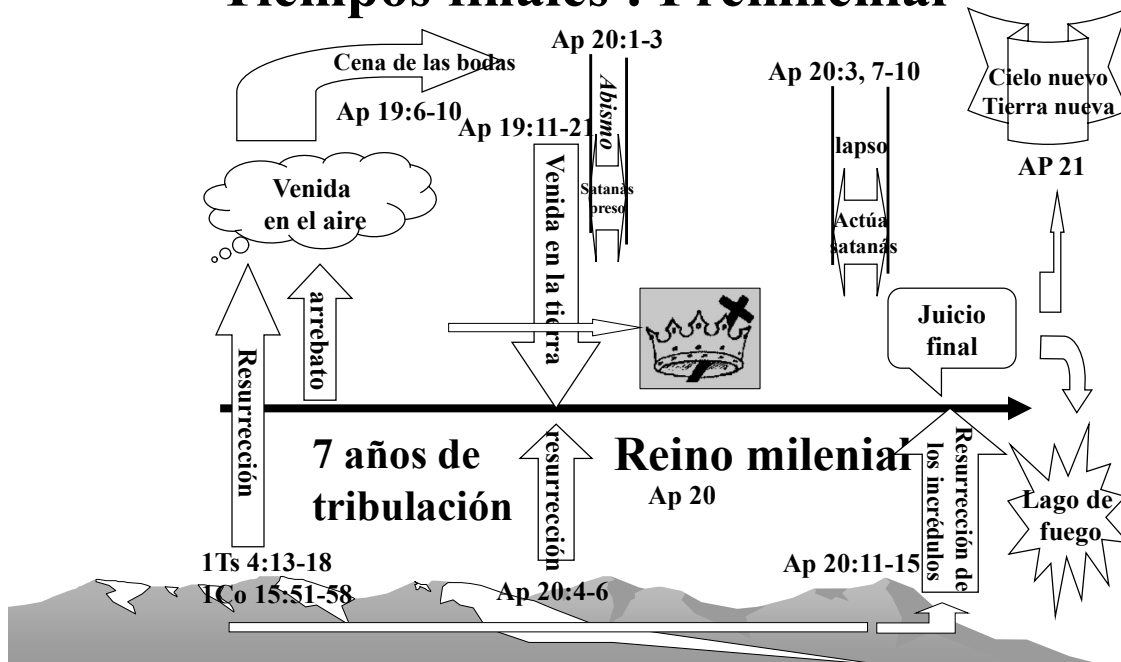 Tiempos finales : Premilenial
Ap 20:1-3
Cena de las bodas
Ap 20:3, 7-10
Cielo nuevo
Tierra nueva
Ap 19:6-10
Ap 19:11-21
Abismo
lapso
AP 21
Venida
en el aire
Satanás
preso
Actúa
satanás
Venida en la tierra
arrebato
Resurrección
Juicio
final
7 años de
tribulación
resurrección
Reino milenial
Ap 20
Resurrección de
los incrédulos
Lago de
fuego
1Ts 4:13-18
1Co 15:51-58
Ap 20:4-6
Ap 20:11-15